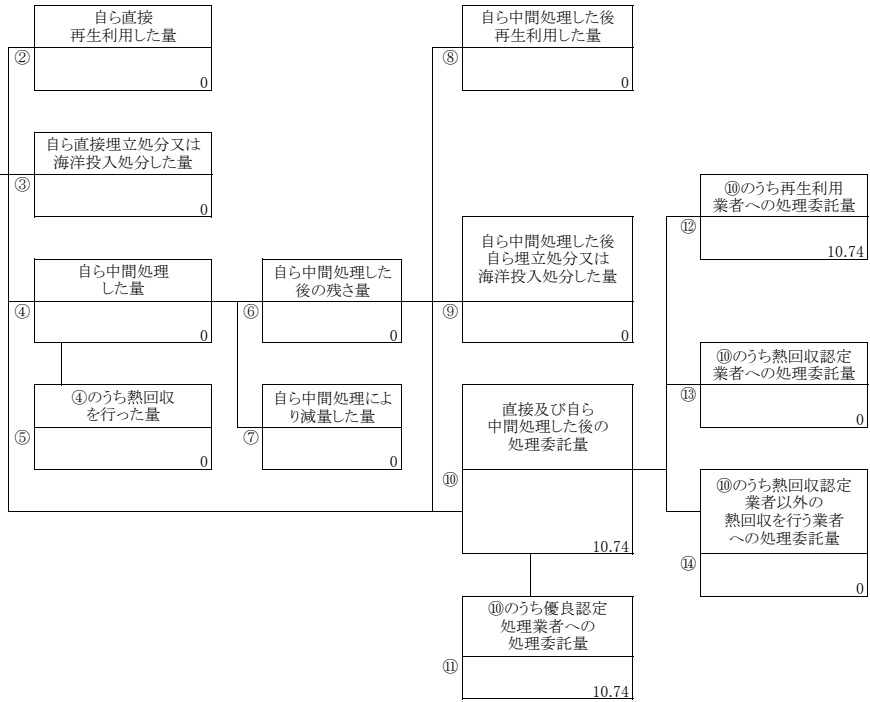 自ら直接
再生利用した量
②
0
自ら直接埋立処分又は
海洋投入処分した量
③
0
自ら中間処理
した量
④
0
④のうち熱回収
を行った量
⑤
0
自ら中間処理した
後の残さ量
⑥
0
自ら中間処理によ
り減量した量
⑦
0
自ら中間処理した後
再生利用した量
⑧
0
自ら中間処理した後
自ら埋立処分又は
海洋投入処分した量
⑨
0
直接及び自ら
中間処理した後の
処理委託量
⑩
10.74
⑩のうち優良認定
処理業者への
処理委託量
⑪
10.74
⑩のうち再生利用
業者への処理委託量
⑫
10.74
⑩のうち熱回収認定
業者への処理委託量
⑬
0
⑩のうち熱回収認定
業者以外の
熱回収を行う業者
への処理委託量
⑭
0